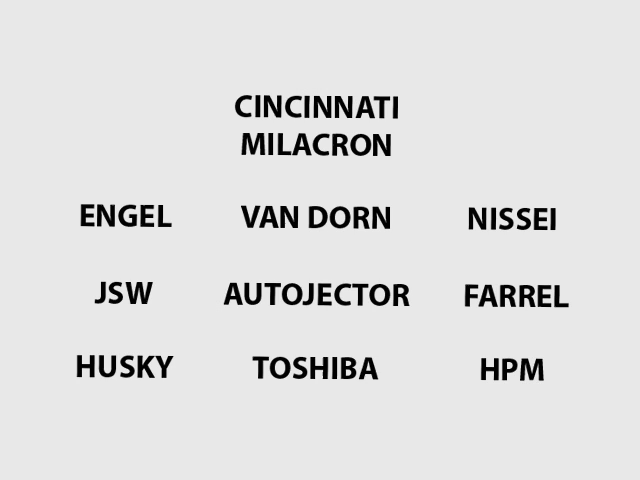 CINCINNATI
MILACRON
ENGEL VAN DORN NISSEI
JSW AUTOJECTOR FARREL
HUSKY TOSHIBA HPM